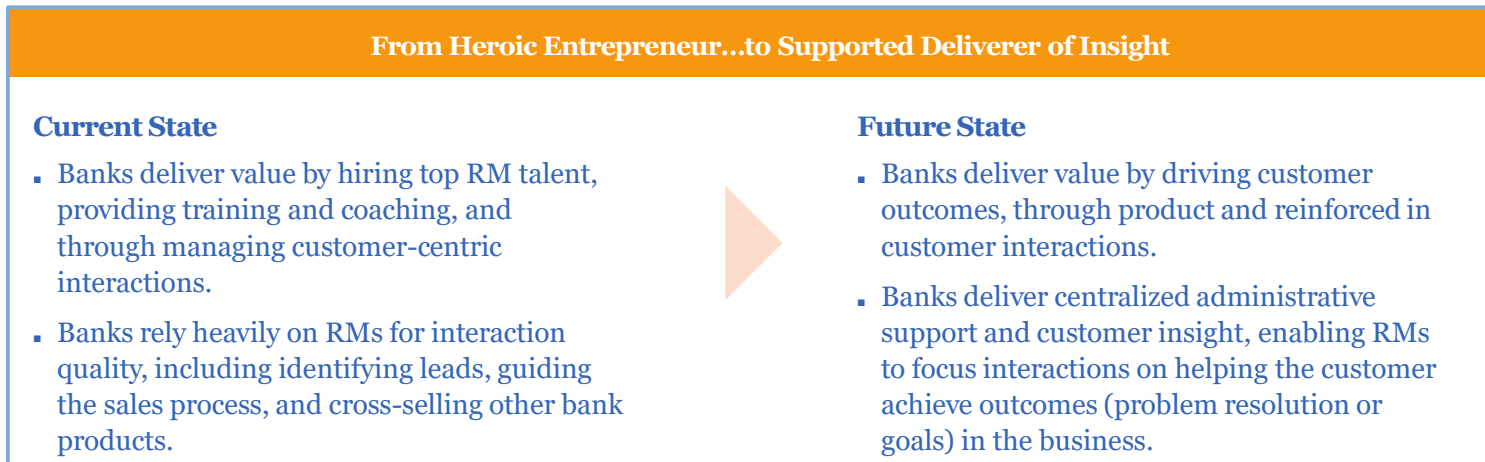 From Heroic Entrepreneur...to Supported Deliverer of Insight
Current State
▪ Banks deliver value by hiring top RM talent,
providing training and coaching, and
through managing customer-centric
interactions.
▪ Banks rely heavily on RMs for interaction
quality, including identifying leads, guiding
the sales process, and cross-selling other bank
products.
Future State
▪ Banks deliver value by driving customer
outcomes, through product and reinforced in
customer interactions.
▪ Banks deliver centralized administrative
support and customer insight, enabling RMs
to focus interactions on helping the customer
achieve outcomes (problem resolution or
goals) in the business.